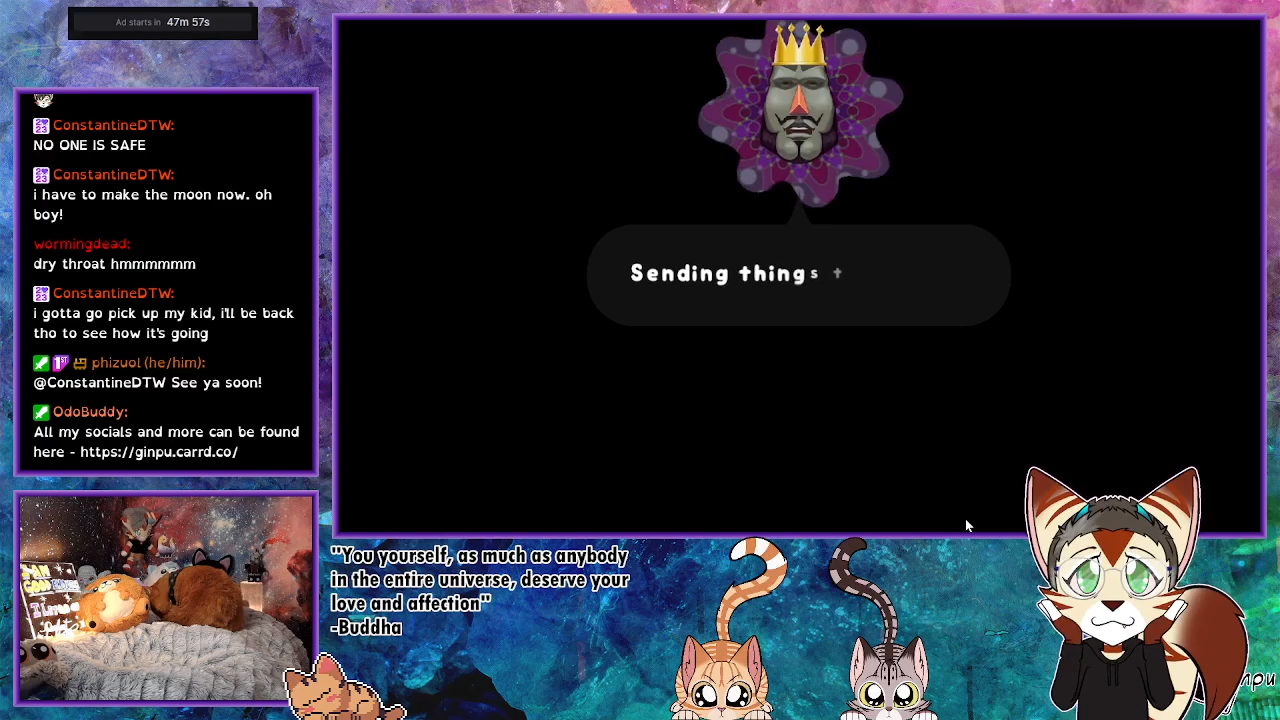 Ad starts in 47m 57s
ConstantineDTW:
NO ONE IS SAFE
ConstantineDTW:
i have to make the moon now. oh
boy!
wormingdead:
dry throat hmmmmmm
ConstantineDTW:
i gotta go pick up my kid, i'll be back
tho to see how it's going
1ST phizuol (he/him):
@ConstantineDTW See ya soon!
OdoBuddy:
All my socials and more can be found
here - https://ginpu.carrd.co/
Sending things t
"You yourself, as much as anybody
in the entire universe, deserve your
love and affection"
-Buddha